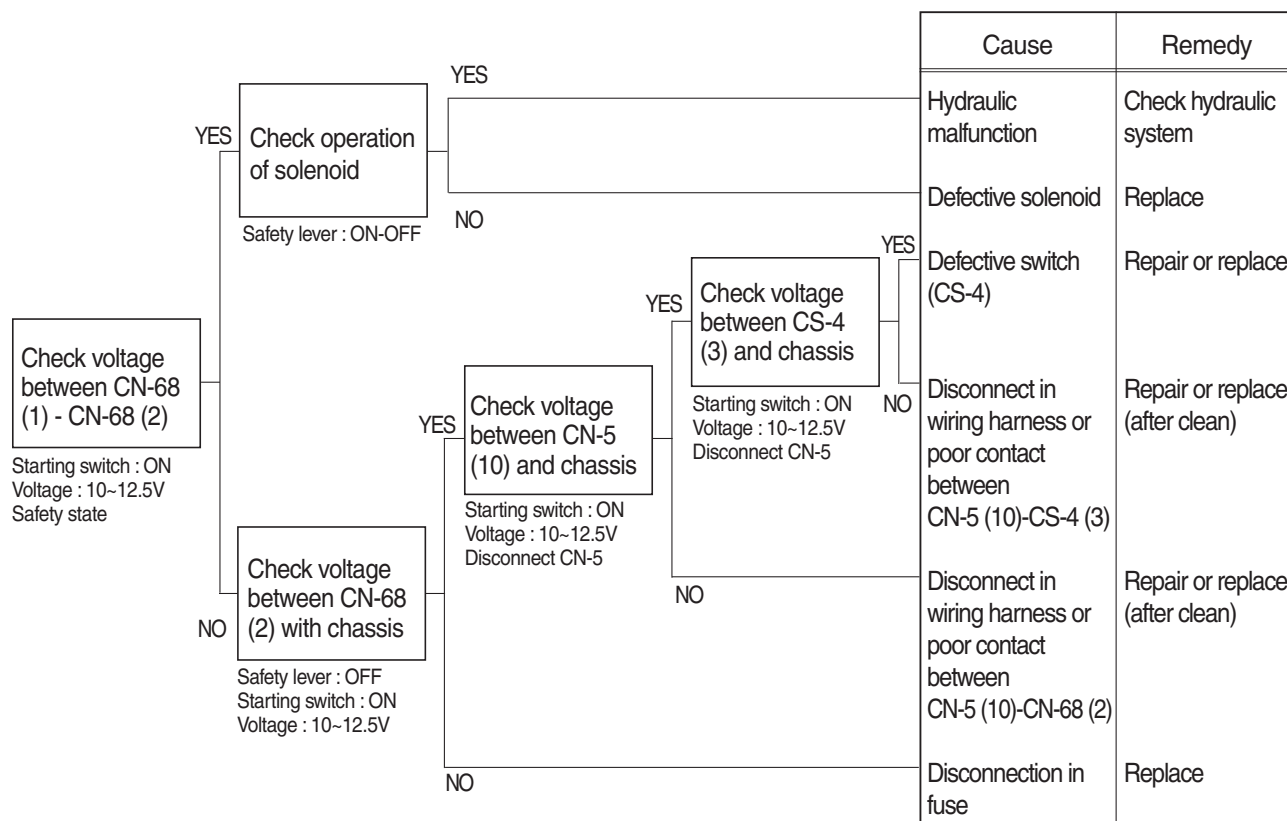 Cause
Remedy
YES
Hydraulic
malfunction
Check hydraulic
system
YES
Check operation
of solenoid
NO
Defective solenoid
Replace
Safety lever : ON-OFF
YES
Defective switch
(CS-4)
Repair or replace
YES
Check voltage
between CS-4
(3) and chassis
Starting switch : ON
Voltage : 10~12.5V
Disconnect CN-5
NO
Disconnect in
wiring harness or
poor contact
between
CN-5 (10)-CS-4 (3)
Repair or replace
(after clean)
Check voltage
between CN-68
(1) - CN-68 (2)
Starting switch : ON
Voltage : 10~12.5V
Safety state
YES
Check voltage
between CN-5
(10) and chassis
Starting switch : ON
Voltage : 10~12.5V
Disconnect CN-5
NO
Disconnect in
wiring harness or
poor contact
between
CN-5 (10)-CN-68 (2)
Repair or replace
(after clean)
NO
Check voltage
between CN-68
(2) with chassis
Safety lever : OFF
Starting switch : ON
Voltage : 10~12.5V
NO
Disconnection in
fuse
Replace